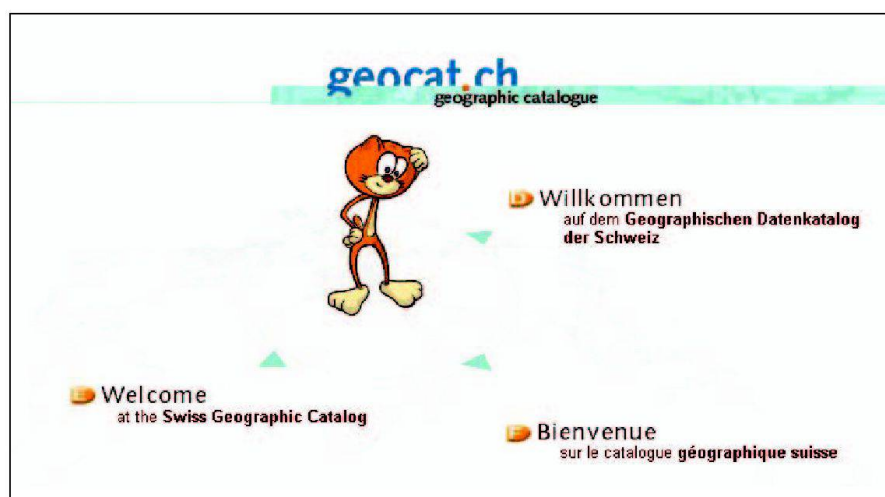 geocat.ch
geographic catalogue
D Willkommen
auf dem Geographischen Datenkatalog
der Schweiz
E Welcome
at the Swiss Geographic Catalog
F Bienvenue
sur le catalogue géographique suisse